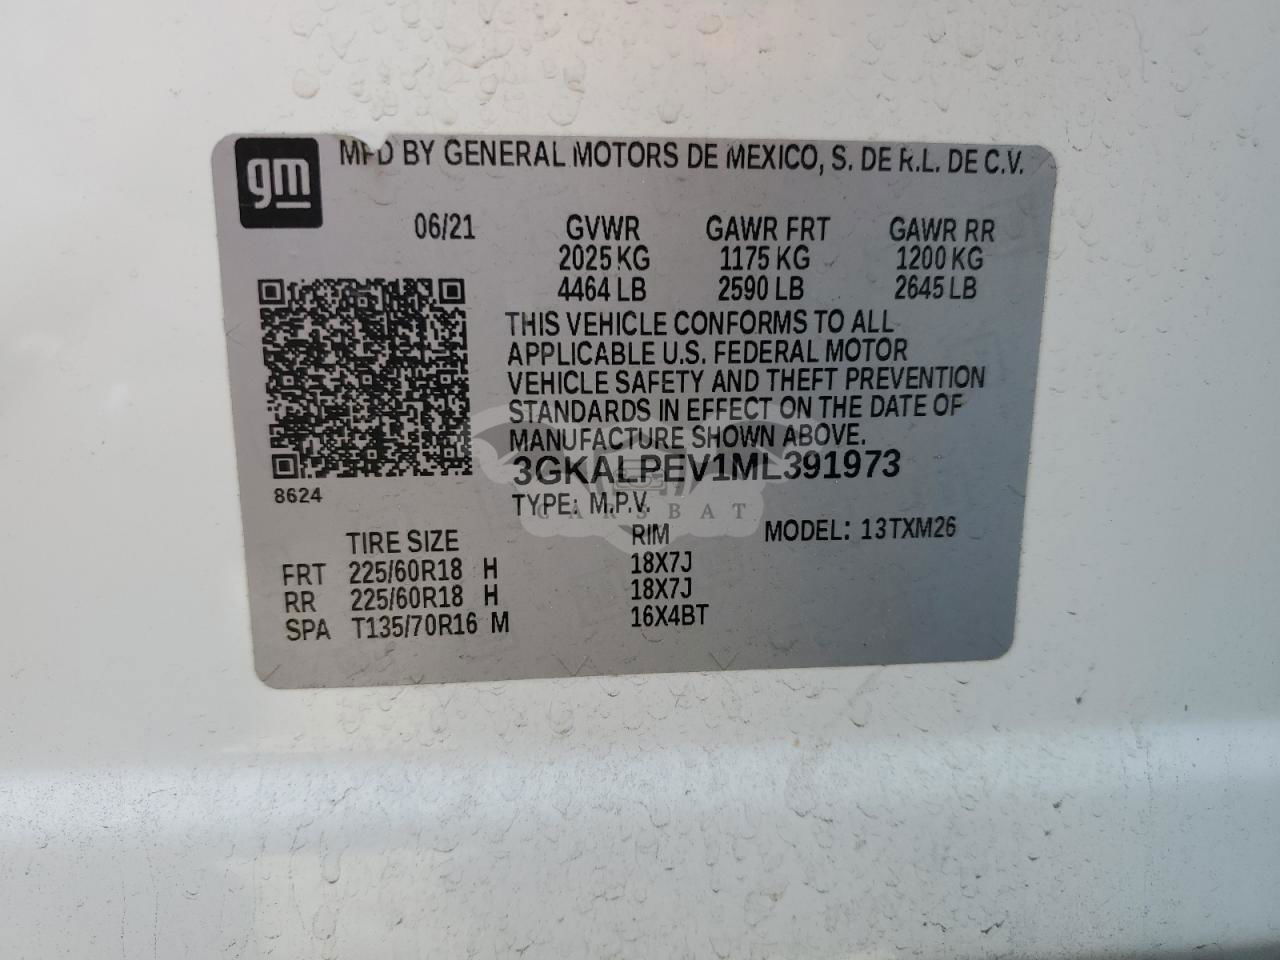 gm
MFD BY GENERAL MOTORS DE MEXICO, S. DE R.L. DE C.V.
06/21 GVWR GAWR FRT GAWR RR
2025 KG 1175 KG 1200 KG
4464 LB 2590 LB 2645 LB
THIS VEHICLE CONFORMS TO ALL
APPLICABLE U.S. FEDERAL MOTOR
VEHICLE SAFETY AND THEFT PREVENTION
STANDARDS IN EFFECT ON THE DATE OF
MANUFACTURE SHOWN ABOVE.
3GKALPEV1ML391973
8624
TYPE: M.P.V.
CARSBAT
TIRE SIZE RIM MODEL: 13TXM26
FRT 225/60R18 H 18X7J
RR 225/60R18 H 18X7J
SPA T135/70R16 M 16X4BT